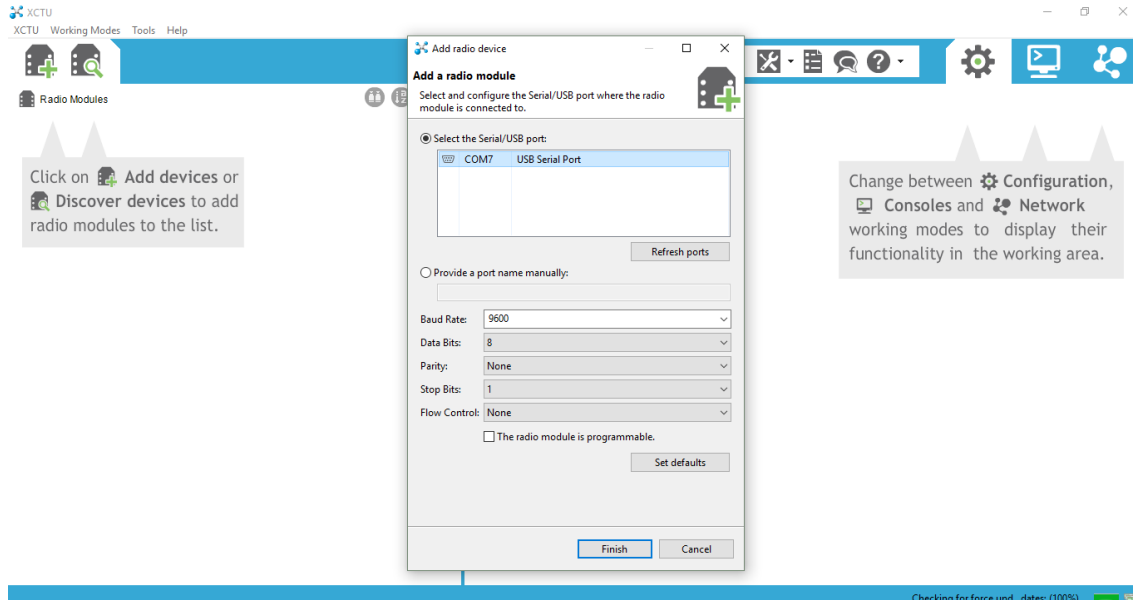 XCTU
XCTU Working Modes Tools Help
Radio Modules
Click on Add devices or
Discover devices to add
radio modules to the list.
Add radio device
Add a radio module
Select and configure the Serial/USB port where the radio
module is connected to.
Select the Serial/USB port:
COM7 USB Serial Port
Refresh ports
Provide a port name manually:
Baud Rate: 9600
Data Bits: 8
Parity: None
Stop Bits: 1
Flow Control: None
The radio module is programmable.
Set defaults
Finish Cancel
Change between Configuration,
Consoles and Network
working modes to display their
functionality in the working area.
Checking for dates: (100%)